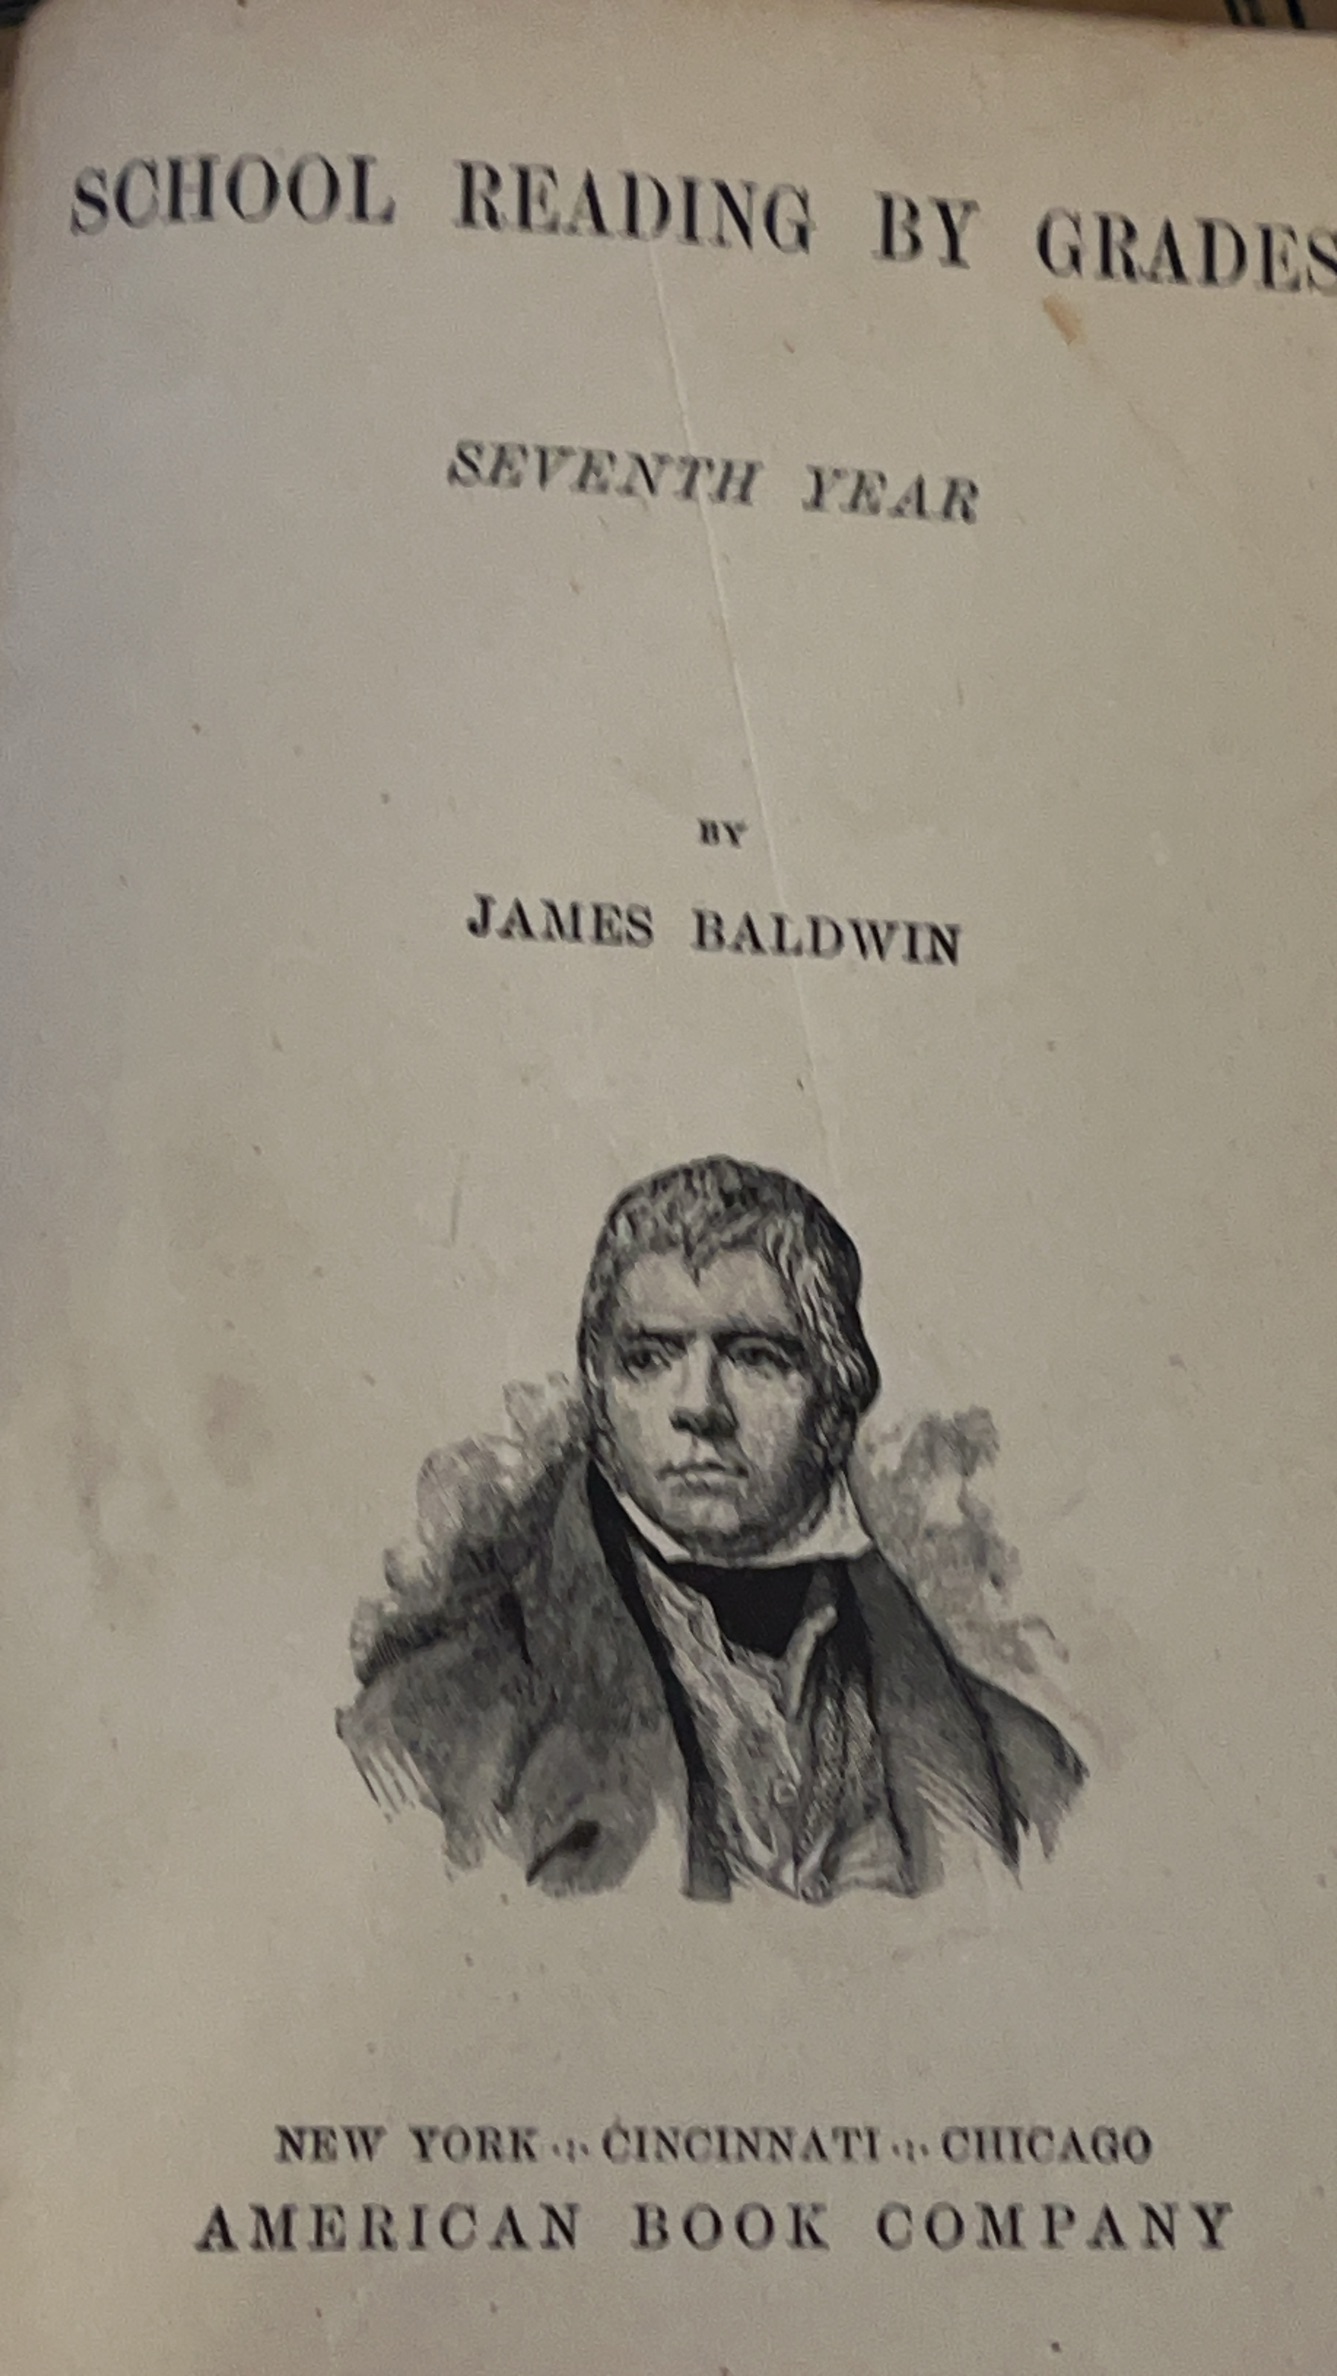 SCHOOL READING BY GRADES
SEVENTH YEAR
BY
JAMES BALDWIN
NEW YORK ·:· CINCINNATI ·:· CHICAGO
AMERICAN BOOK COMPANY